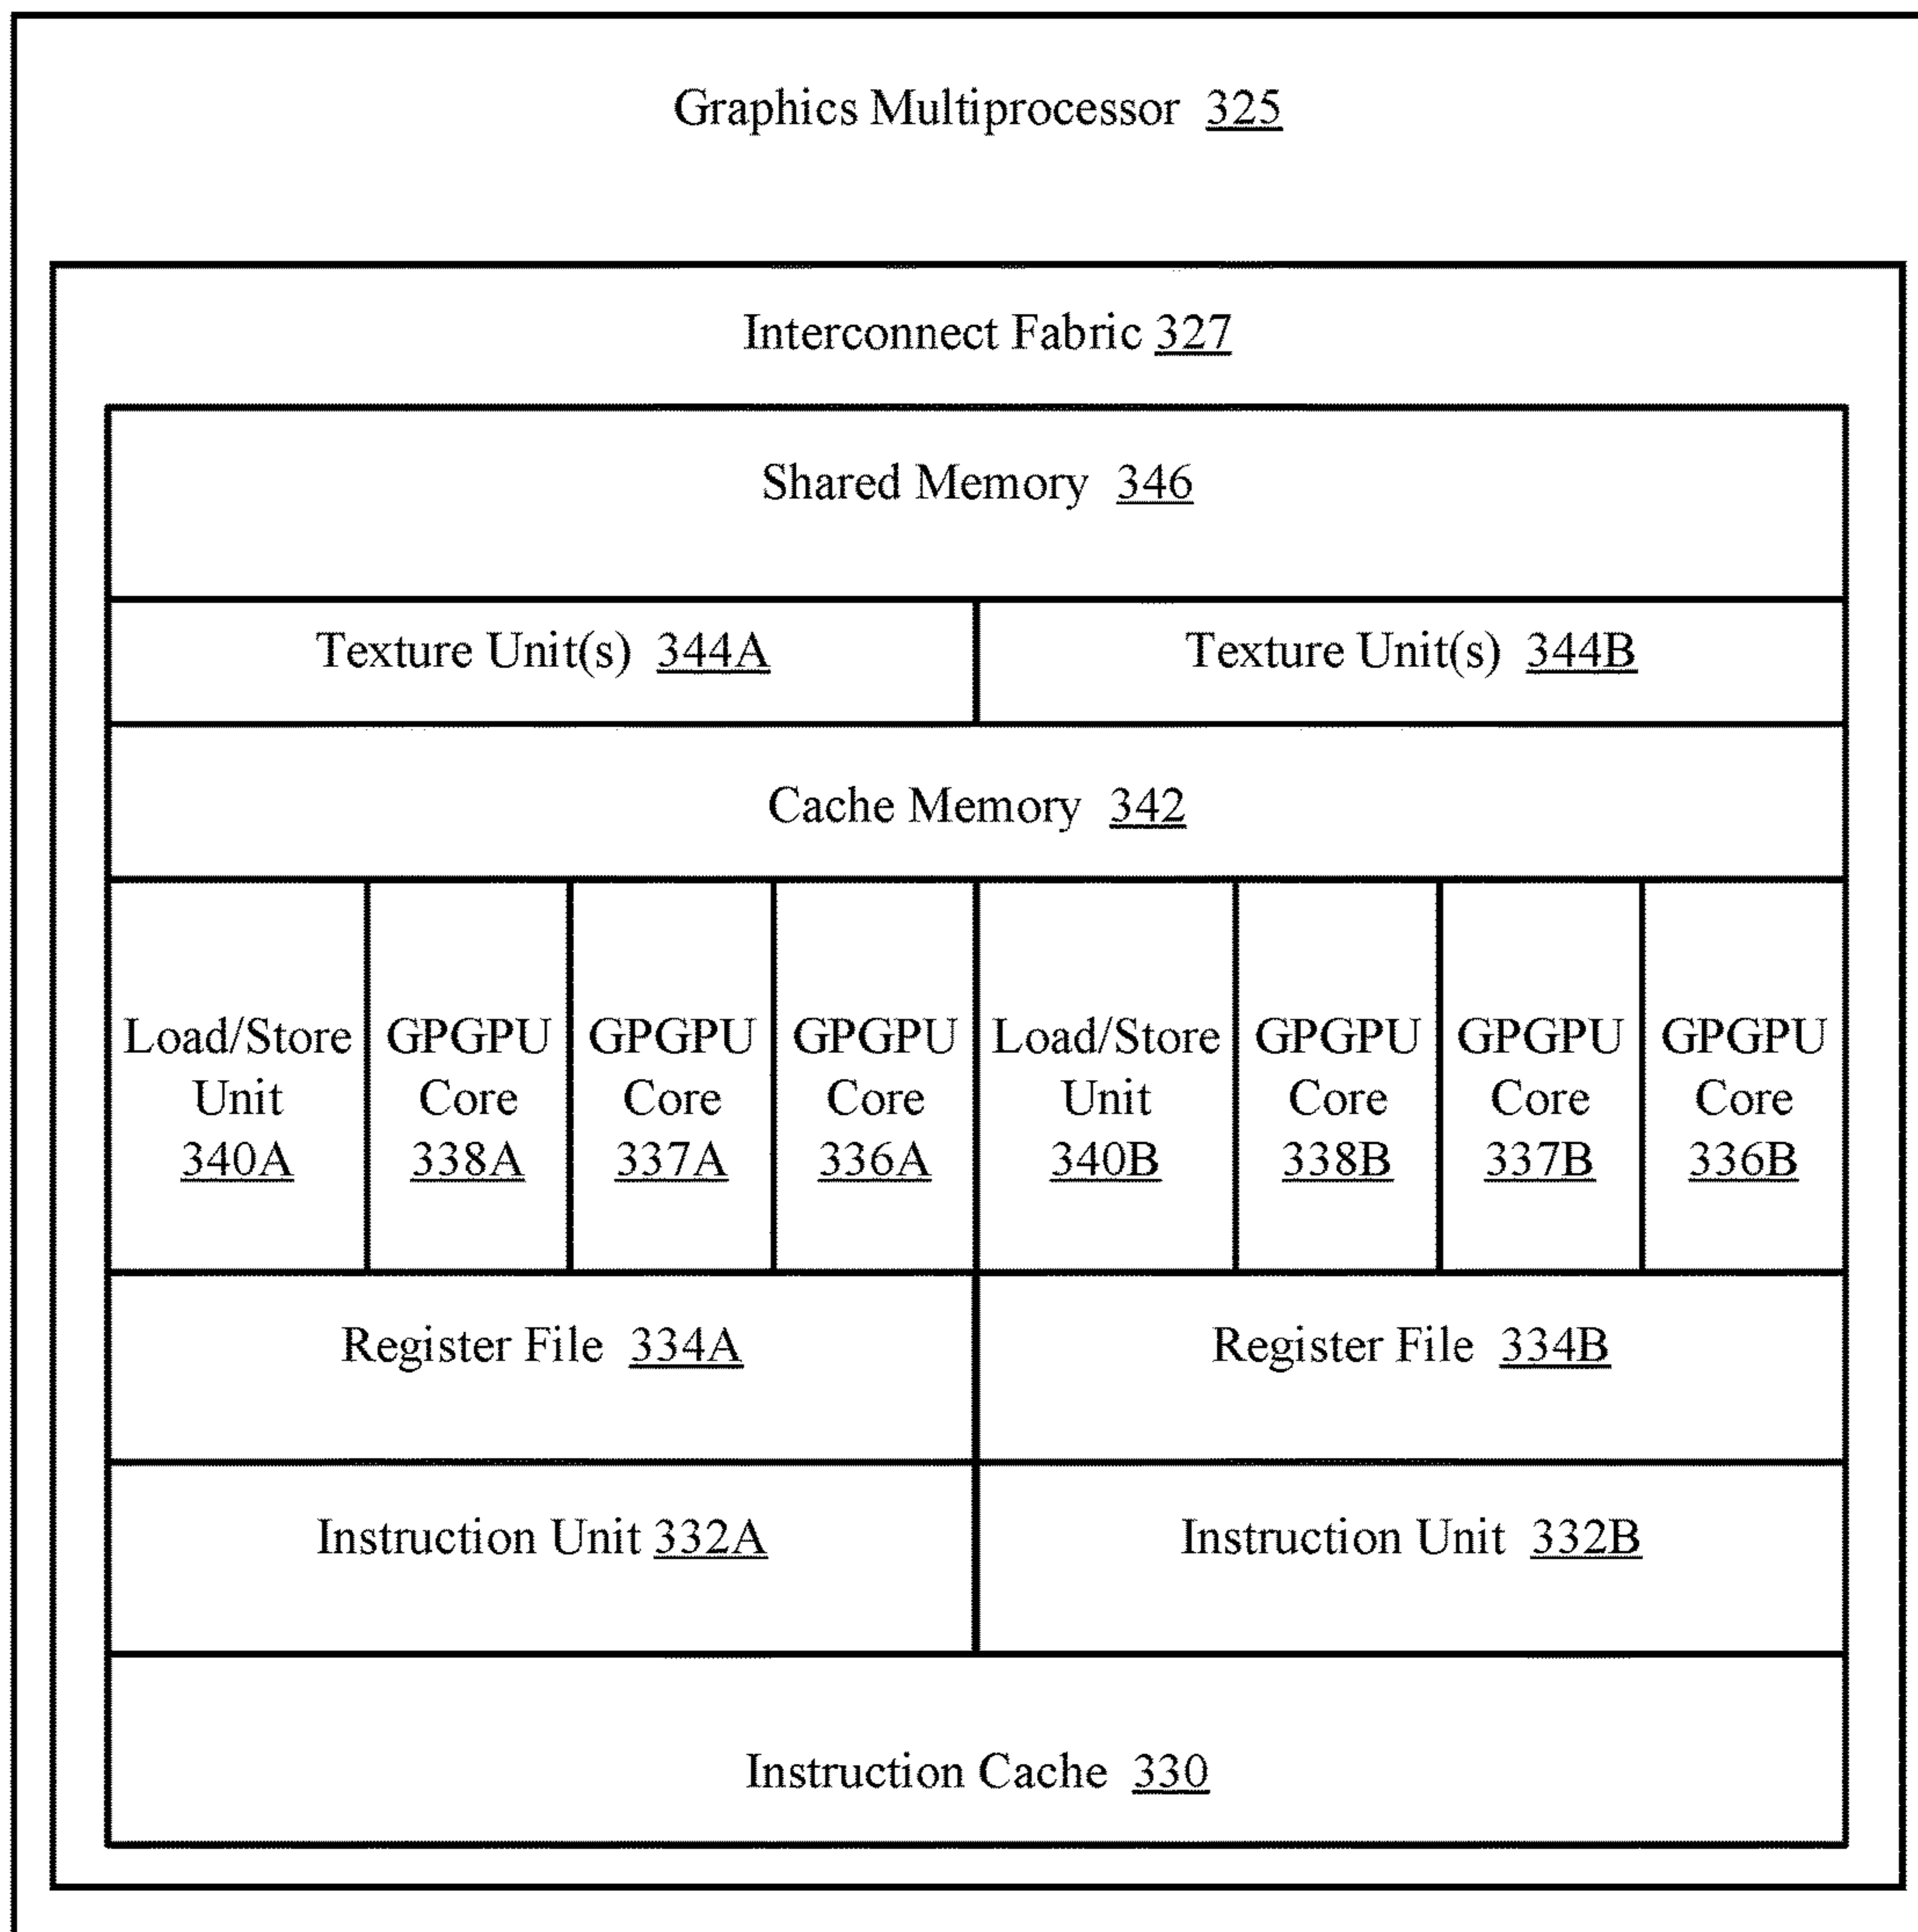 Graphics Multiprocessor 325
Interconnect Fabric 327
Shared Memory 346
Texture Unit(s) 344A
Texture Unit(s) 344B
Cache Memory 342
Load/Store
Unit
340A
GPGPU
Core
338A
GPGPU
Core
337A
GPGPU
Core
336A
Load/Store
Unit
340B
GPGPU
Core
338B
GPGPU
Core
337B
GPGPU
Core
336B
Register File 334A
Register File 334B
Instruction Unit 332A
Instruction Unit 332B
Instruction Cache 330